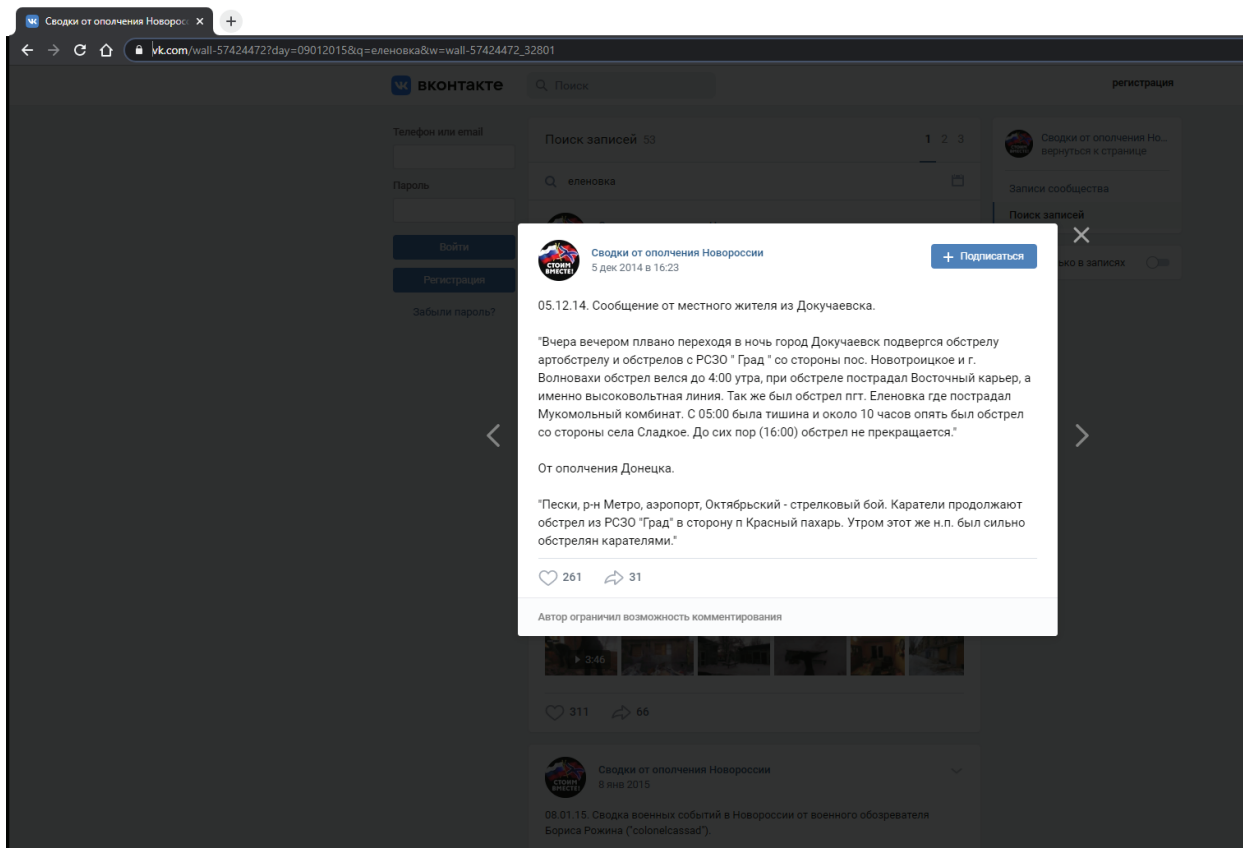 Сводки от ополчения Новорос
vk.com/wall-57424472?day=09012015&q=еленовка&w=wall-57424472_32801
вконтакте
Поиск
регистрация
Телефон или email
Пароль
Войти
Регистрация
Забыли пароль?
Поиск записей 53
1 2 3
еленовка
Сводки от ополчения Но...
вернуться к странице
Записи сообщества
Поиск записей
ько в записях
СТОИМ
ВМЕСТЕ!
Сводки от ополчения Новороссии
5 дек 2014 в 16:23
Подписаться
05.12.14. Сообщение от местного жителя из Докучаевска.
"Вчера вечером плвано переходя в ночь город Докучаевск подвергся обстрелу
артобстрелу и обстрелов с РСЗО " Град " со стороны пос. Новотроицкое и г.
Волновахи обстрел велся до 4:00 утра, при обстреле пострадал Восточный карьер, а
именно высоковольтная линия. Так же был обстрел пгт. Еленовка где пострадал
Мукомольный комбинат. С 05:00 была тишина и около 10 часов опять был обстрел
со стороны села Сладкое. До сих пор (16:00) обстрел не прекращается."
От ополчения Донецка.
"Пески, р-н Метро, аэропорт, Октябрьский - стрелковый бой. Каратели продолжают
обстрел из РСЗО "Град" в сторону п Красный пахарь. Утром этот же н.п. был сильно
обстрелян карателями."
261 31
Автор ограничил возможность комментирования
3:46
311 66
СТОИМ
ВМЕСТЕ!
Сводки от ополчения Новороссии
8 янв 2015
08.01.15. Сводка военных событий в Новороссии от военного обозревателя
Бориса Рожина ("colonelcassad").